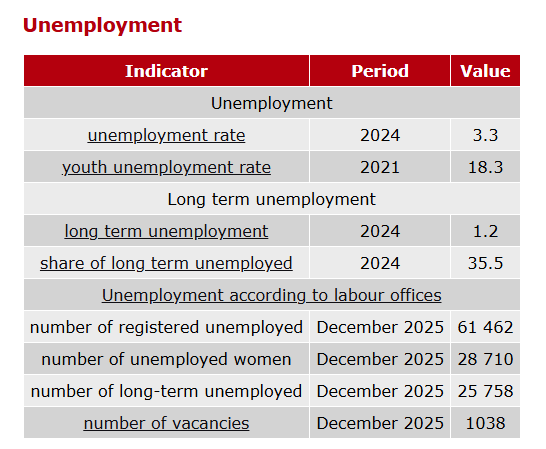 Unemployment
Indicator Period Value
Unemployment
unemployment rate 2024 3.3
youth unemployment rate 2021 18.3
Long term unemployment
long term unemployment 2024 1.2
share of long term unemployed 2024 35.5
Unemployment according to labour offices
number of registered unemployed December 2025 61 462
number of unemployed women December 2025 28 710
number of long-term unemployed December 2025 25 758
number of vacancies December 2025 1038